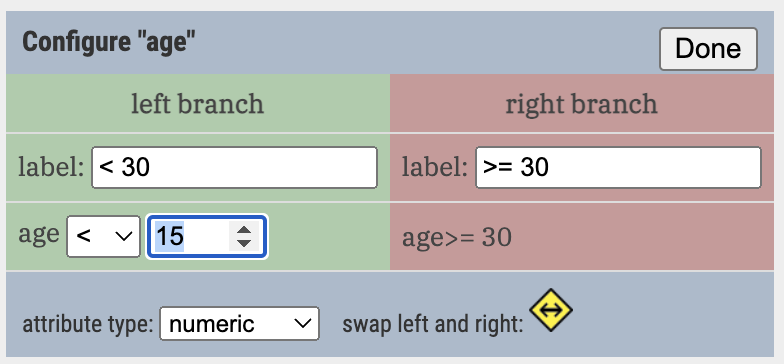 Configure "age"
Done
left branch
right branch
label: < 30
label: >= 30
age < 15
age>= 30
attribute type: numeric
swap left and right: